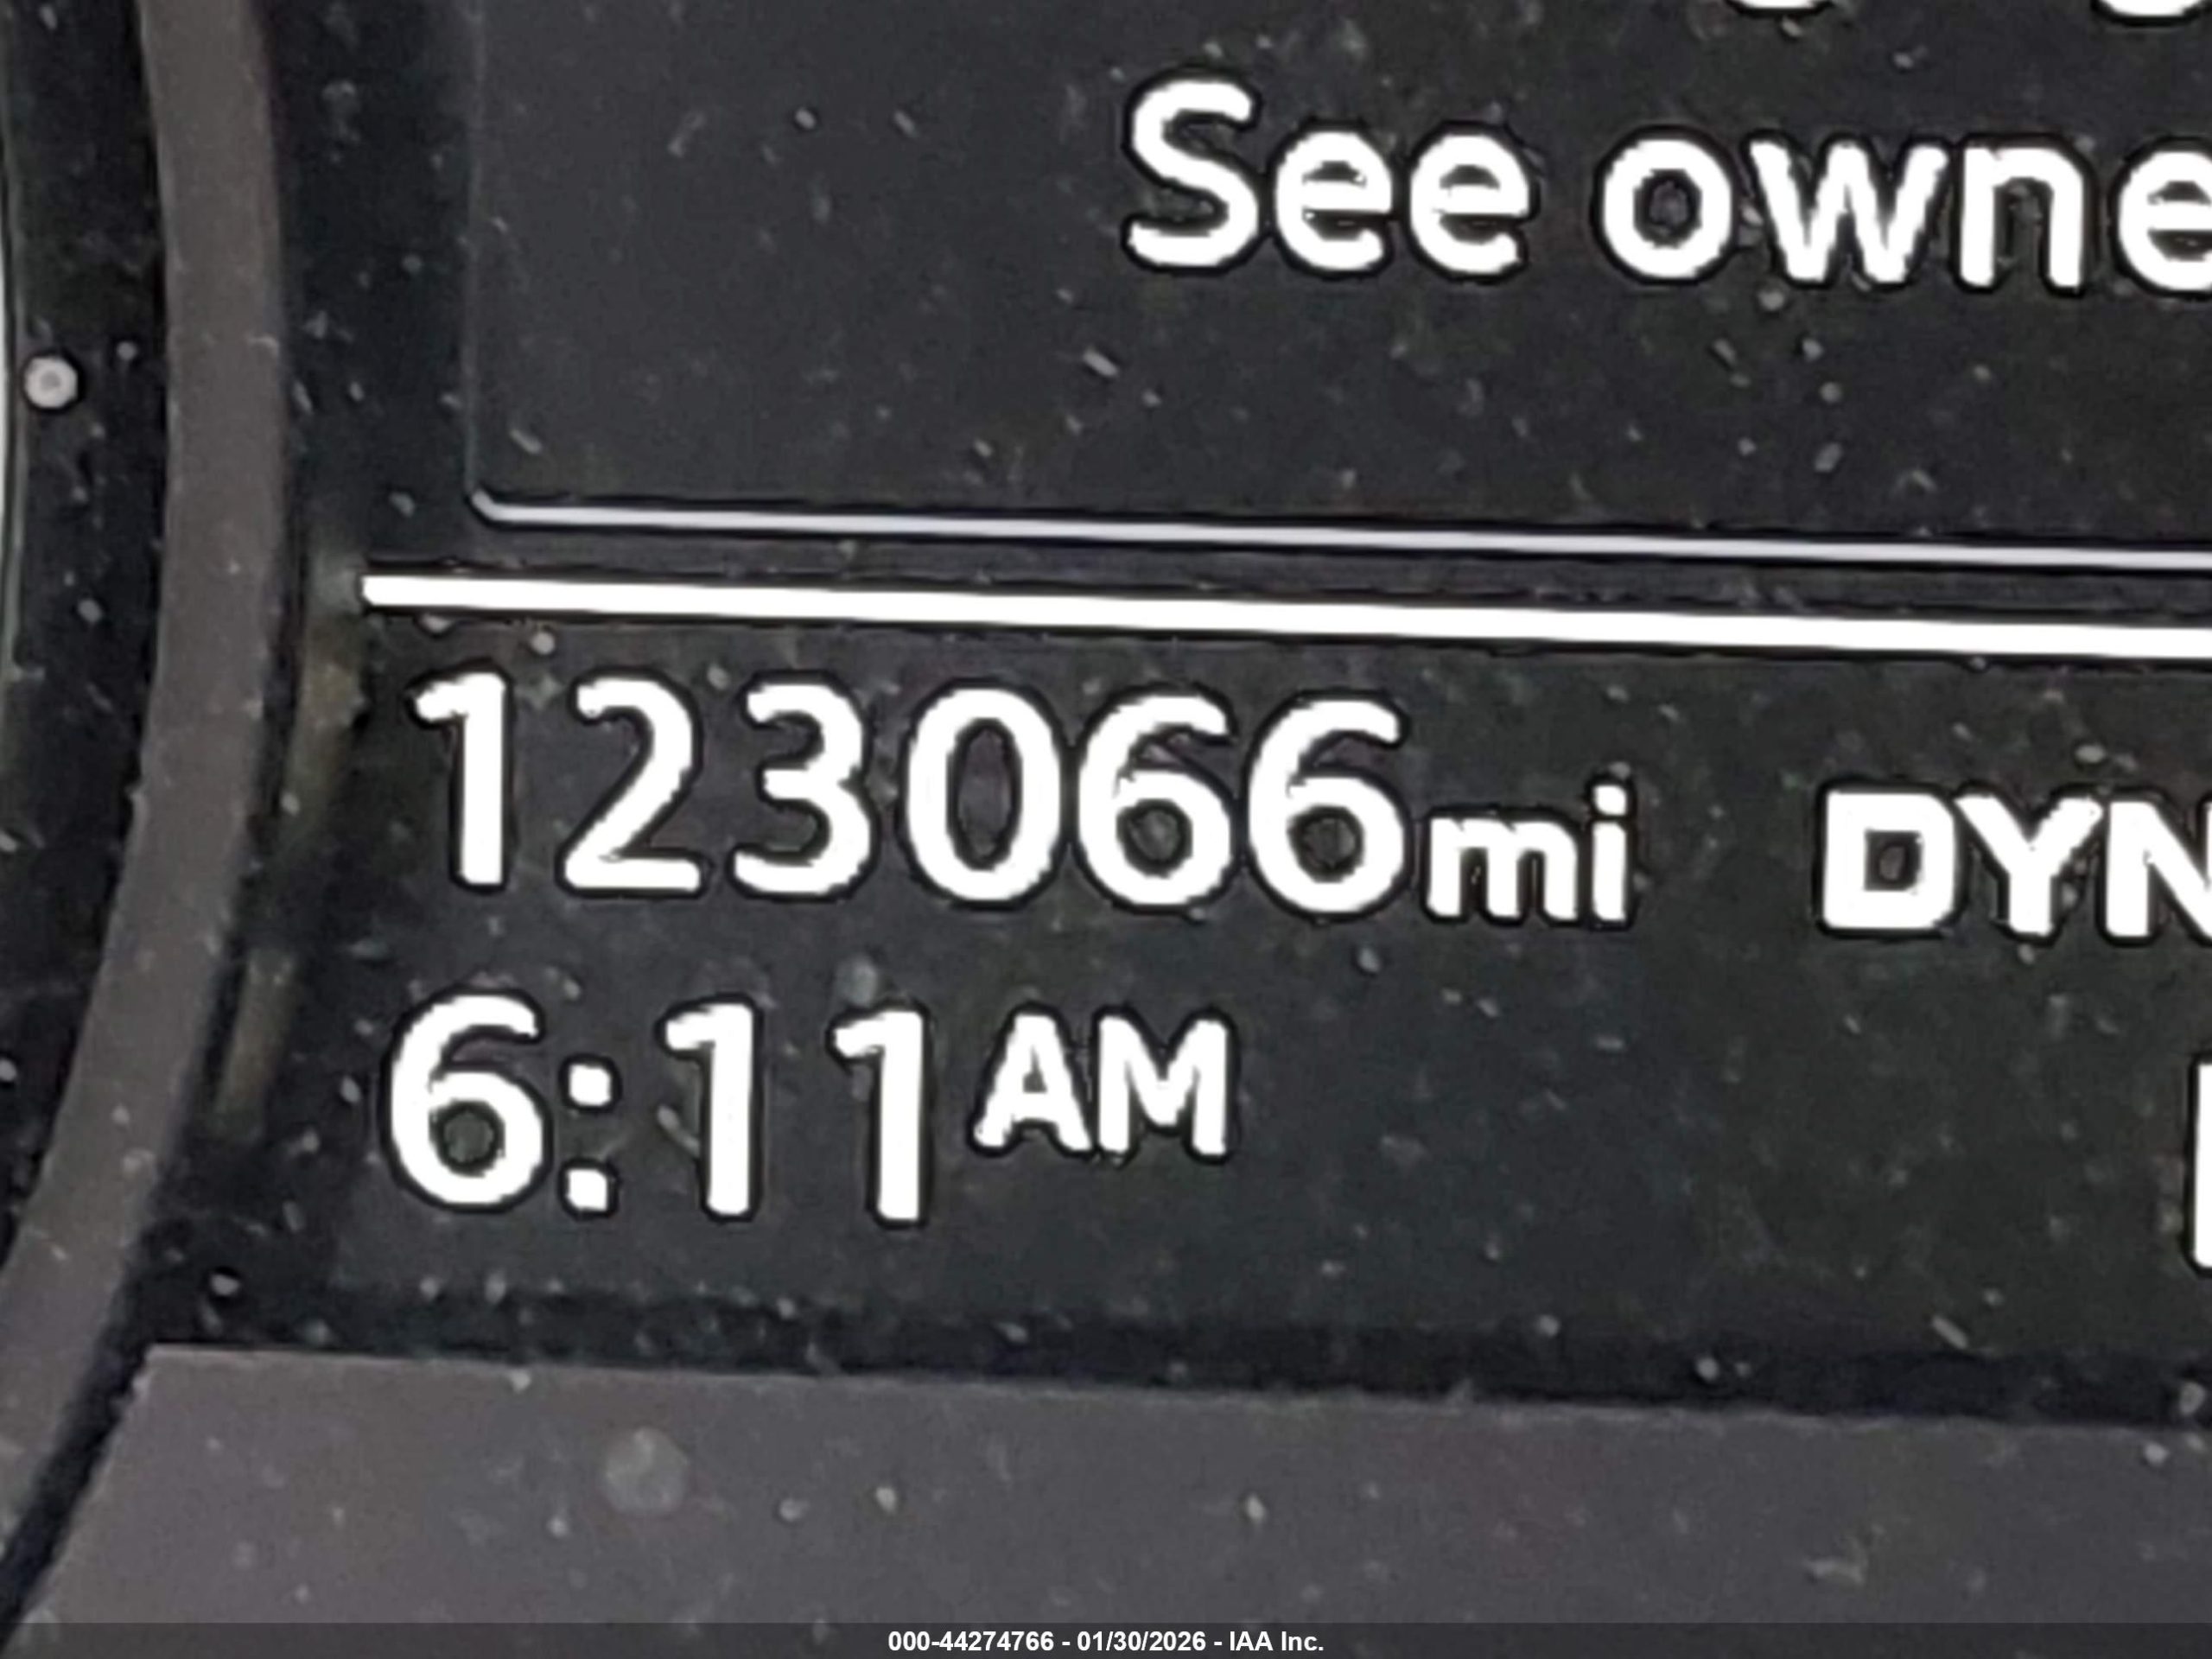 See owne
123066mi DYN
6:11AM
000-44274766 - 01/30/2026 - IAA Inc.